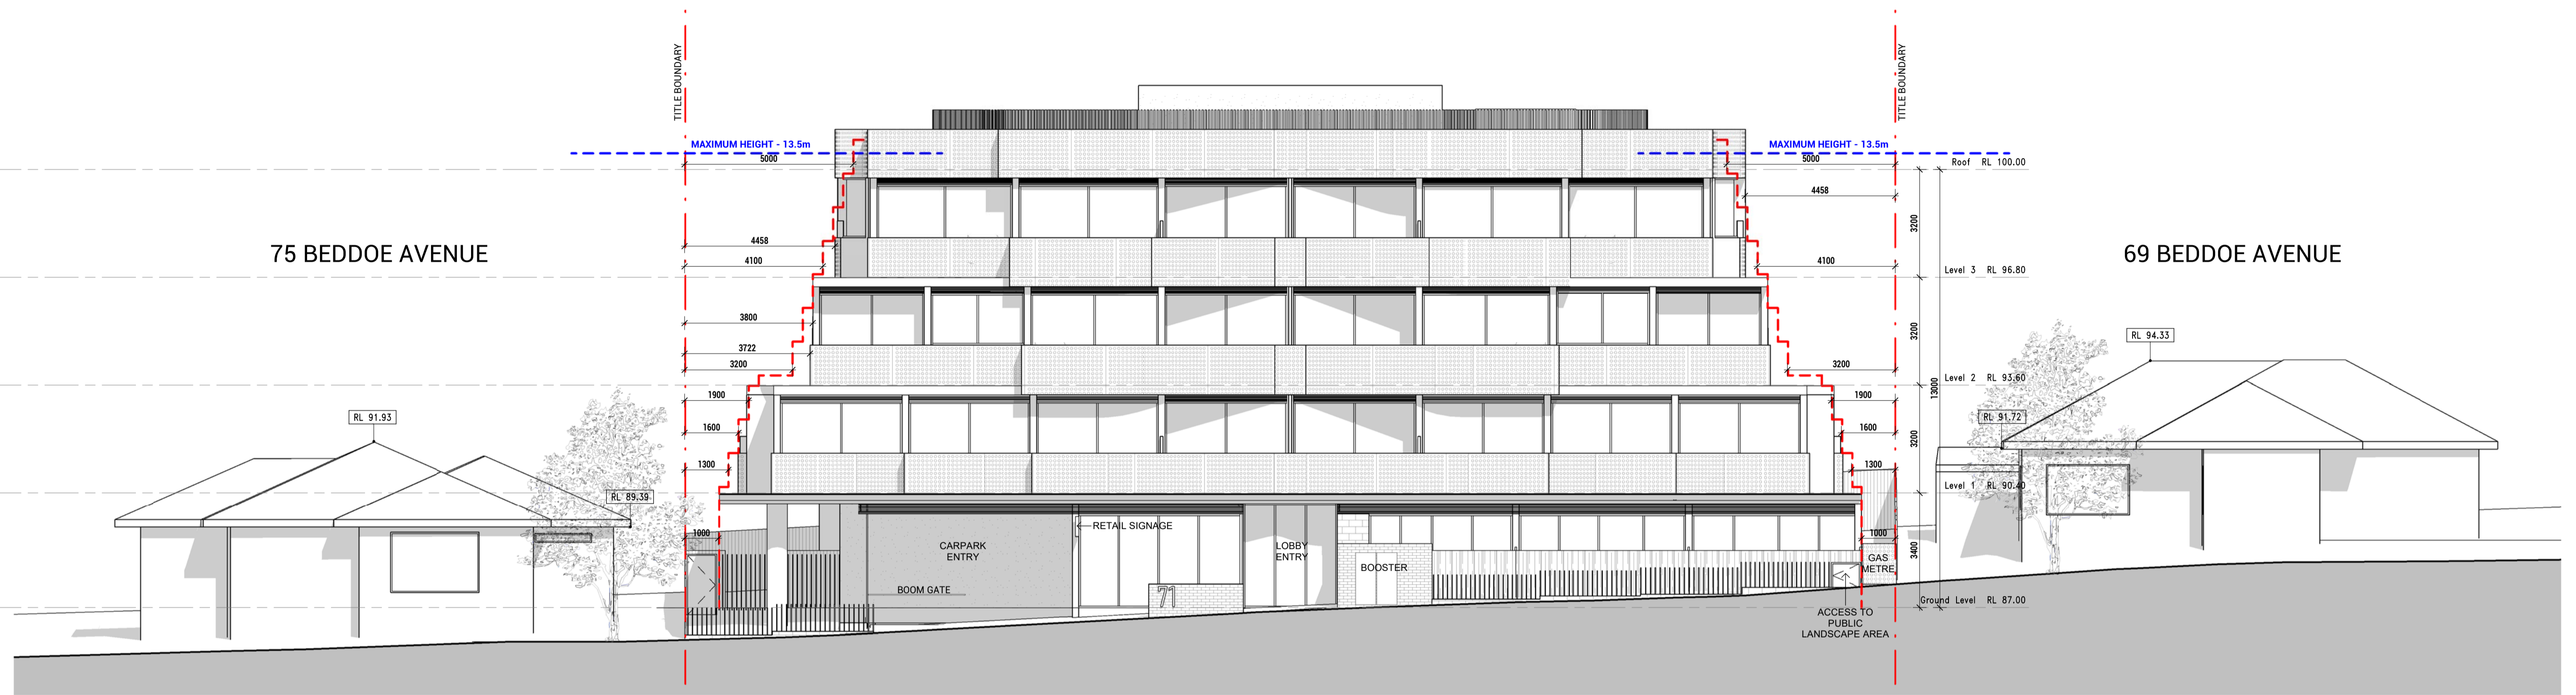 TITLE BOUNDARY
TITLE BOUNDARY
MAXIMUM HEIGHT - 13.5m
MAXIMUM HEIGHT - 13.5m
5000
5000
Roof RL 100.00
4458
3200
75 BEDDOE AVENUE
69 BEDDOE AVENUE
4458
4100
4100
Level 3 RL 96.80
3800
3200
RL 94.33
3722
3200
3200
Level 2 RL 93.60
13000
1900
1900
RL 91.93
RL 91.72
1600
1600
3200
1300
1300
Level 1 RL 90.40
RL 89.39
RETAIL SIGNAGE
1000
1000
CARPARK
ENTRY
LOBBY
ENTRY
3400
GAS
METRE
BOOSTER
BOOM GATE
71
Ground Level RL 87.00
ACCESS TO
PUBLIC
LANDSCAPE AREA